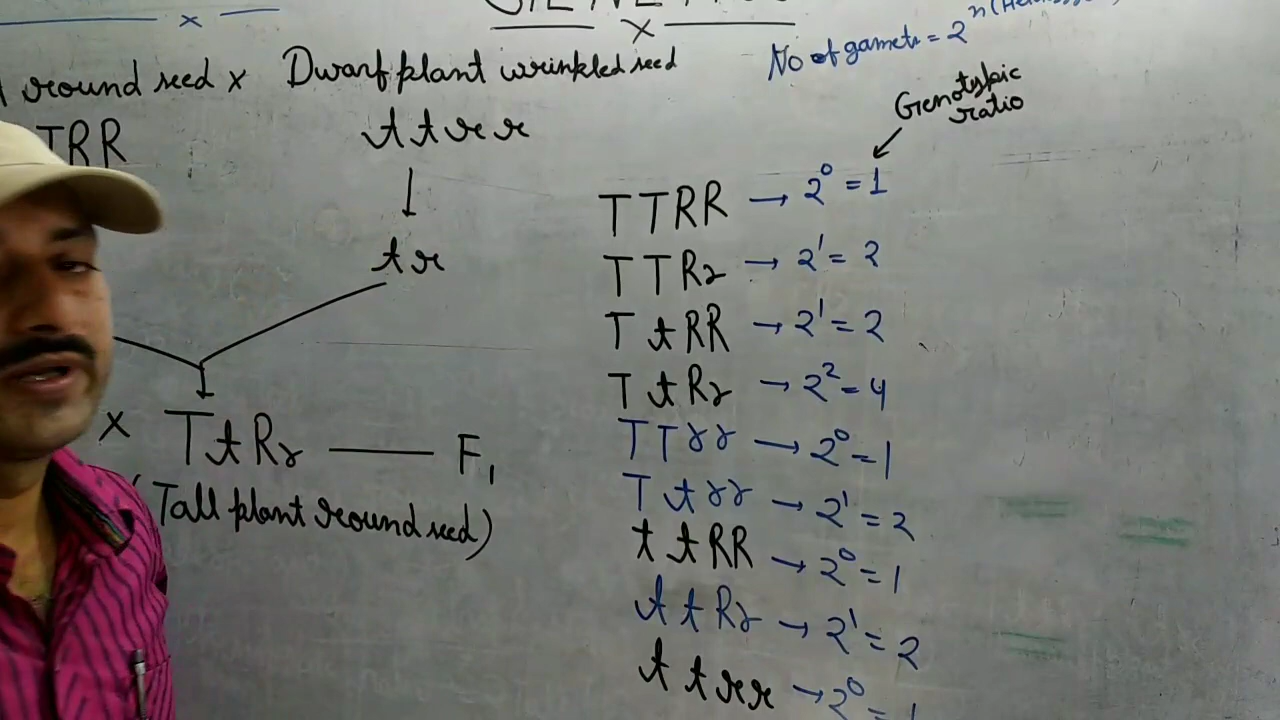 No of gamets = 2^n
round seed x Dwarf plant wrinkled seed
TRR
ttrr
tr
x TtRr — F₁
(Tall plant round seed)
Genotypic ratio
TTRR → 2⁰ = 1
TTRr → 2¹ = 2
TtRR → 2¹ = 2
TtRr → 2² = 4
TTrr → 2⁰ = 1
Ttrr → 2¹ = 2
ttRR → 2⁰ = 1
ttRr → 2¹ = 2
ttrr → 2⁰ = 1